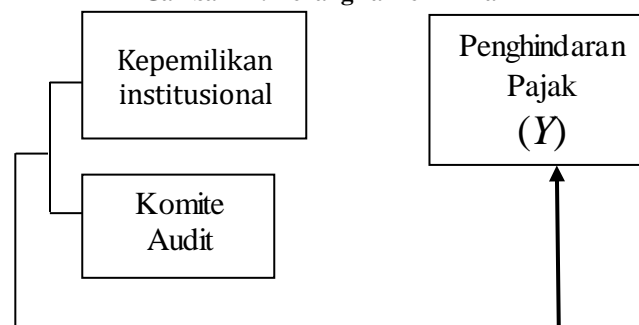 Kepemilikan
institusional
Penghindaran
Pajak
(Y)
Komite
Audit